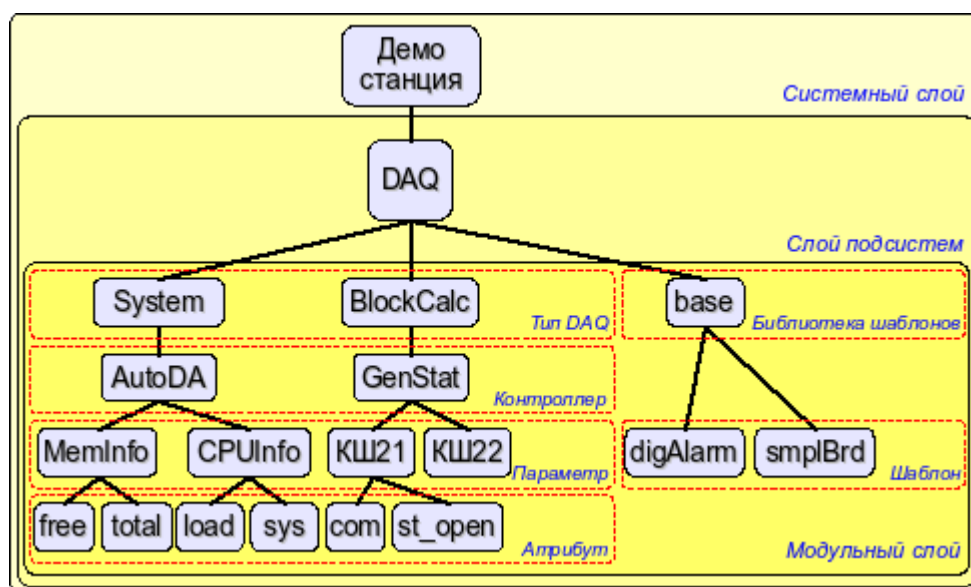 Демо
станция
Системный слой
DAQ
Слой подсистем
System
BlockCalc
base
Тип DAQ
Библиотека шаблонов
AutoDA
GenStat
Контроллер
MemInfo
CPUInfo
КШ21
КШ22
digAlarm
smplBrd
Параметр
Шаблон
free
total
load
sys
com
st_open
Атрибут
Модульный слой